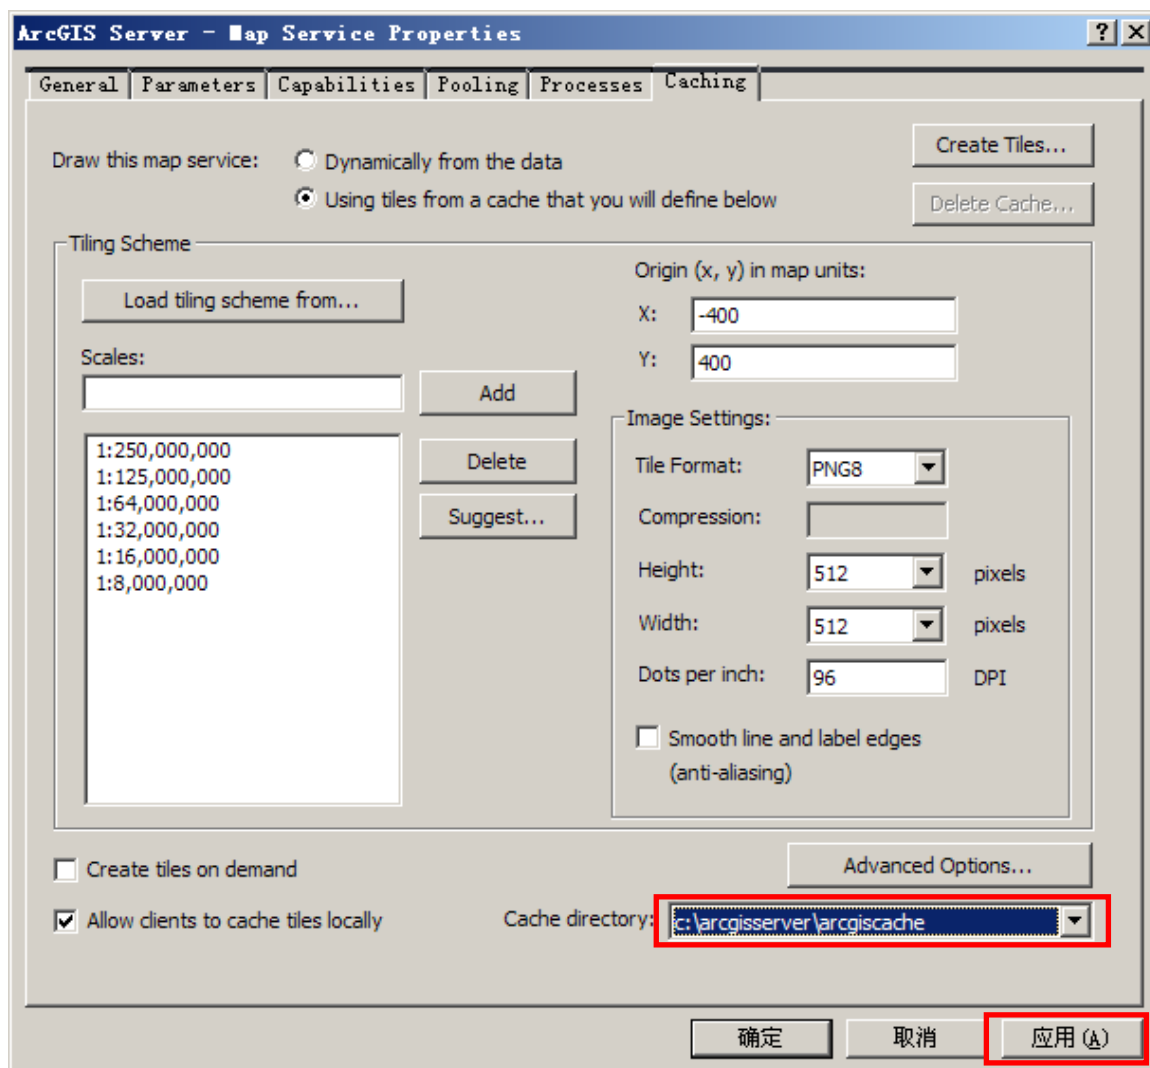 ArcGIS Server - Map Service Properties
General Parameters Capabilities Pooling Processes Caching
Draw this map service:
Dynamically from the data
Using tiles from a cache that you will define below
Create Tiles...
Delete Cache...
Tiling Scheme
Load tiling scheme from...
Scales:
Add
1:250,000,000
1:125,000,000
1:64,000,000
1:32,000,000
1:16,000,000
1:8,000,000
Delete
Suggest...
Origin (x, y) in map units:
X: -400
Y: 400
Image Settings:
Tile Format: PNG8
Compression:
Height: 512 pixels
Width: 512 pixels
Dots per inch: 96 DPI
Smooth line and label edges
(anti-aliasing)
Create tiles on demand
Advanced Options...
Allow clients to cache tiles locally
Cache directory: c:\arcgisserver\arcgiscache
确定 取消 应用(A)